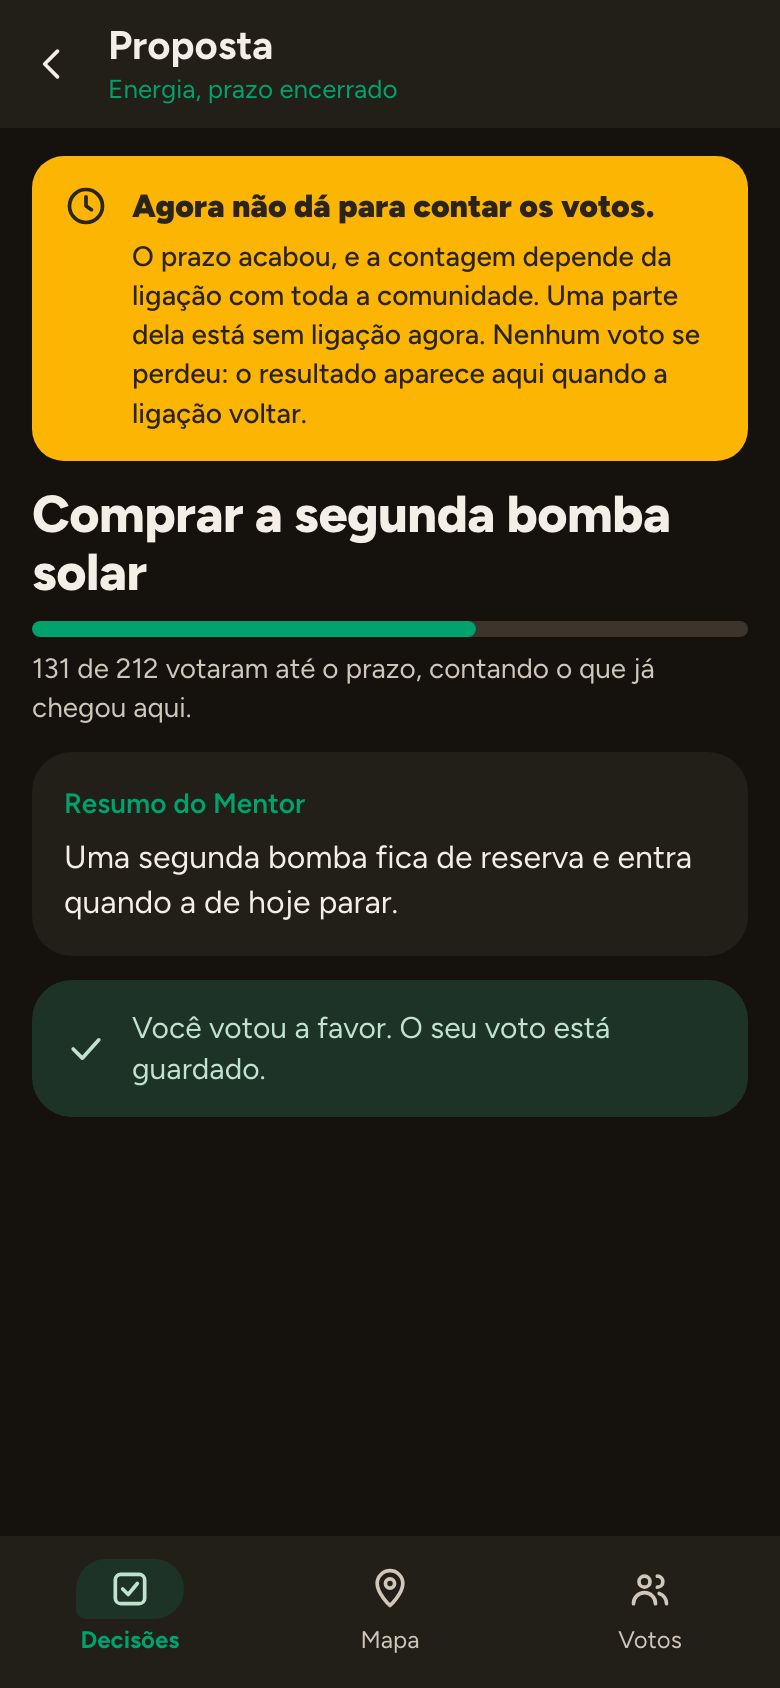 Proposta
Energia, prazo encerrado
Agora não dá para contar os votos.
O prazo acabou, e a contagem depende da
ligação com toda a comunidade. Uma parte
dela está sem ligação agora. Nenhum voto se
perdeu: o resultado aparece aqui quando a
ligação voltar.
Comprar a segunda bomba
solar
131 de 212 votaram até o prazo, contando o que já
chegou aqui.
Resumo do Mentor
Uma segunda bomba fica de reserva e entra
quando a de hoje parar.
Você votou a favor. O seu voto está
guardado.
Decisões
Mapa
Votos